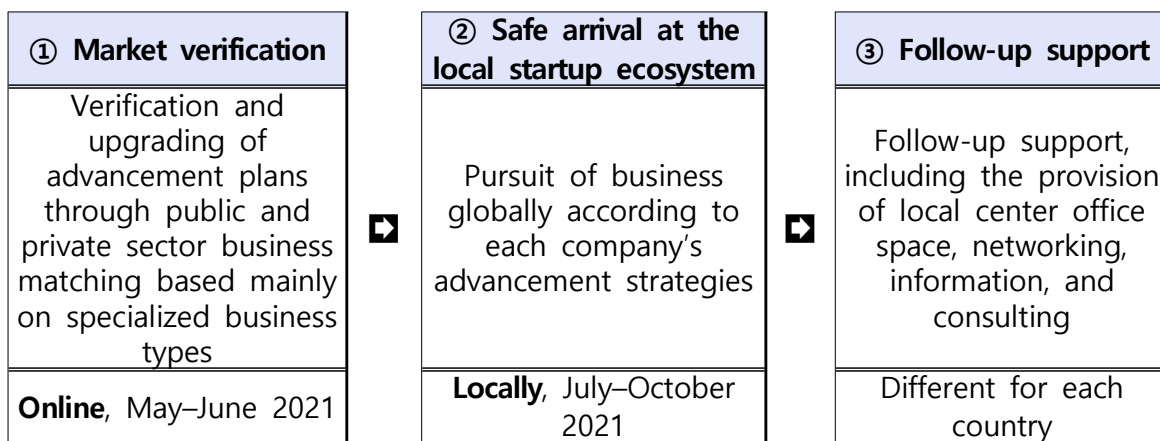 ① Market verification
Verification and
upgrading of
advancement plans
through public and
private sector business
matching based mainly
on specialized business
types
Online, May–June 2021
② Safe arrival at the
local startup ecosystem
Pursuit of business
globally according to
each company's
advancement strategies
Locally, July–October
2021
③ Follow-up support
Follow-up support,
including the provision
of local center office
space, networking,
information, and
consulting
Different for each
country